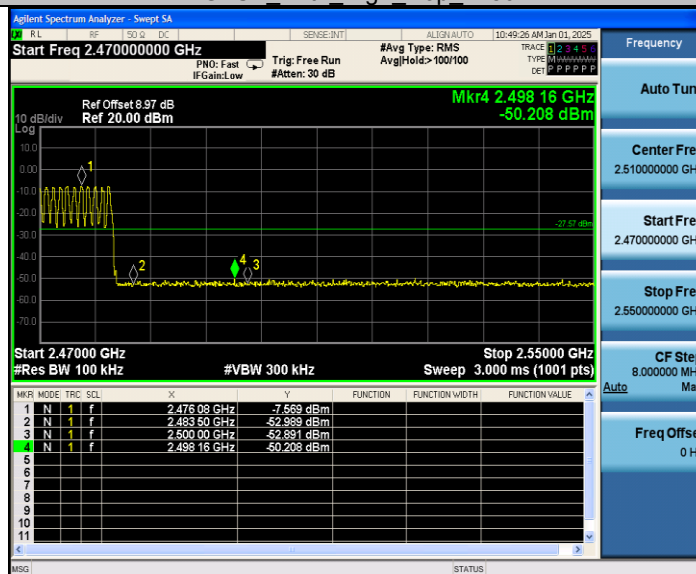 Agilent Spectrum Analyzer - Swept SA
RL RF 50 Ω DC SENSE:INT ALIGN AUTO 10:49:26 AM Jan 01, 2025
Start Freq 2.470000000 GHz
PNO: Fast
IFGain:Low
Trig: Free Run
#Atten: 30 dB
#Avg Type: RMS
Avg|Hold:>100/100
TRACE 1 2 3 4 5 6
TYPE M
DET P P P P P P
Frequency
Mkr4 2.498 16 GHz
-50.208 dBm
Ref Offset 8.97 dB
10 dB/div Ref 20.00 dBm
Log
10.0
0.00
-10.0
-20.0
-30.0
-40.0
-50.0
-60.0
-70.0
1
2
4
3
-27.57 dBm
Start 2.47000 GHz Stop 2.55000 GHz
#Res BW 100 kHz #VBW 300 kHz Sweep 3.000 ms (1001 pts)
MKR MODE TRC SCL X Y FUNCTION FUNCTION WIDTH FUNCTION VALUE
1 N 1 f 2.476 08 GHz -7.569 dBm
2 N 1 f 2.483 50 GHz -52.989 dBm
3 N 1 f 2.500 00 GHz -52.891 dBm
4 N 1 f 2.498 16 GHz -50.208 dBm
5
6
7
8
9
10
11
Auto Tun
Center Fre
2.510000000 GH
Start Fre
2.470000000 GH
Stop Fre
2.550000000 GH
CF Ste
8.000000 MH
Auto Ma
Freq Offse
0 H
MSG STATUS